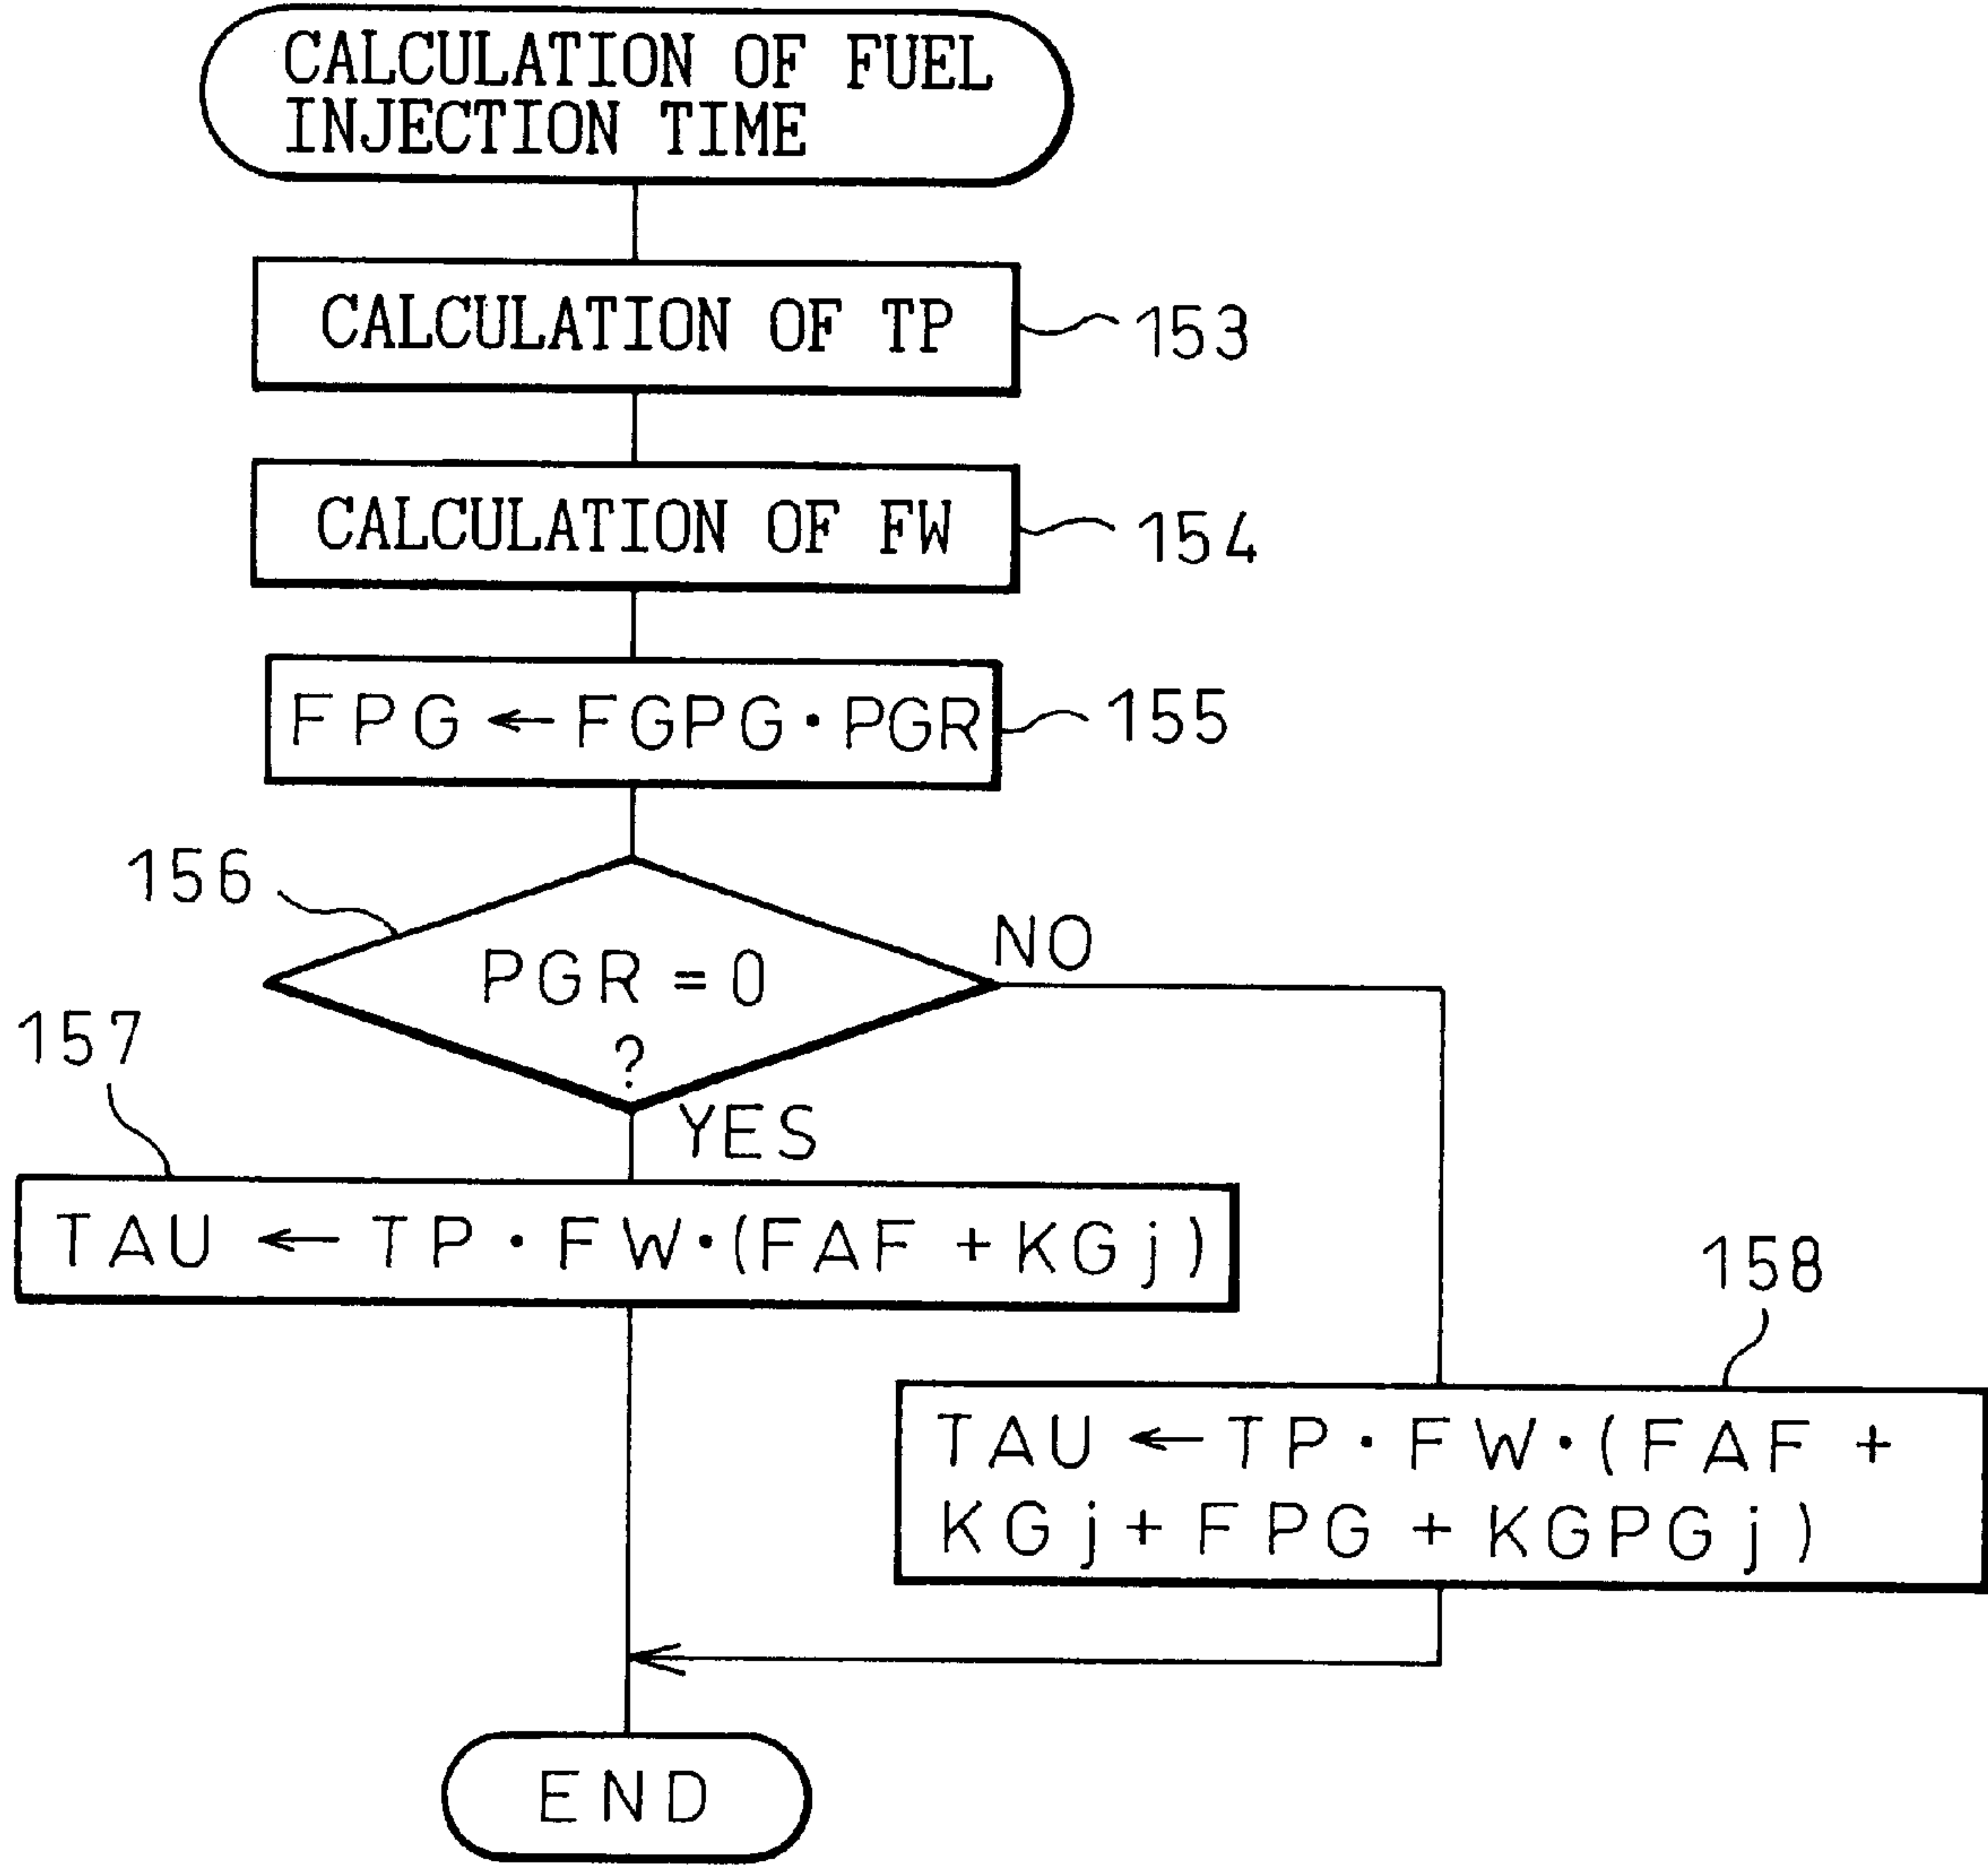 CALCULATION OF FUEL
INJECTION TIME
CALCULATION OF TP
153
CALCULATION OF FW
154
FPG ← FGPG · PGR
155
156
PGR = 0
?
NO
YES
157
TAU ← TP · FW · (FAF + KGj)
158
TAU ← TP · FW · (FAF +
KGj + FPG + KGPGj)
END